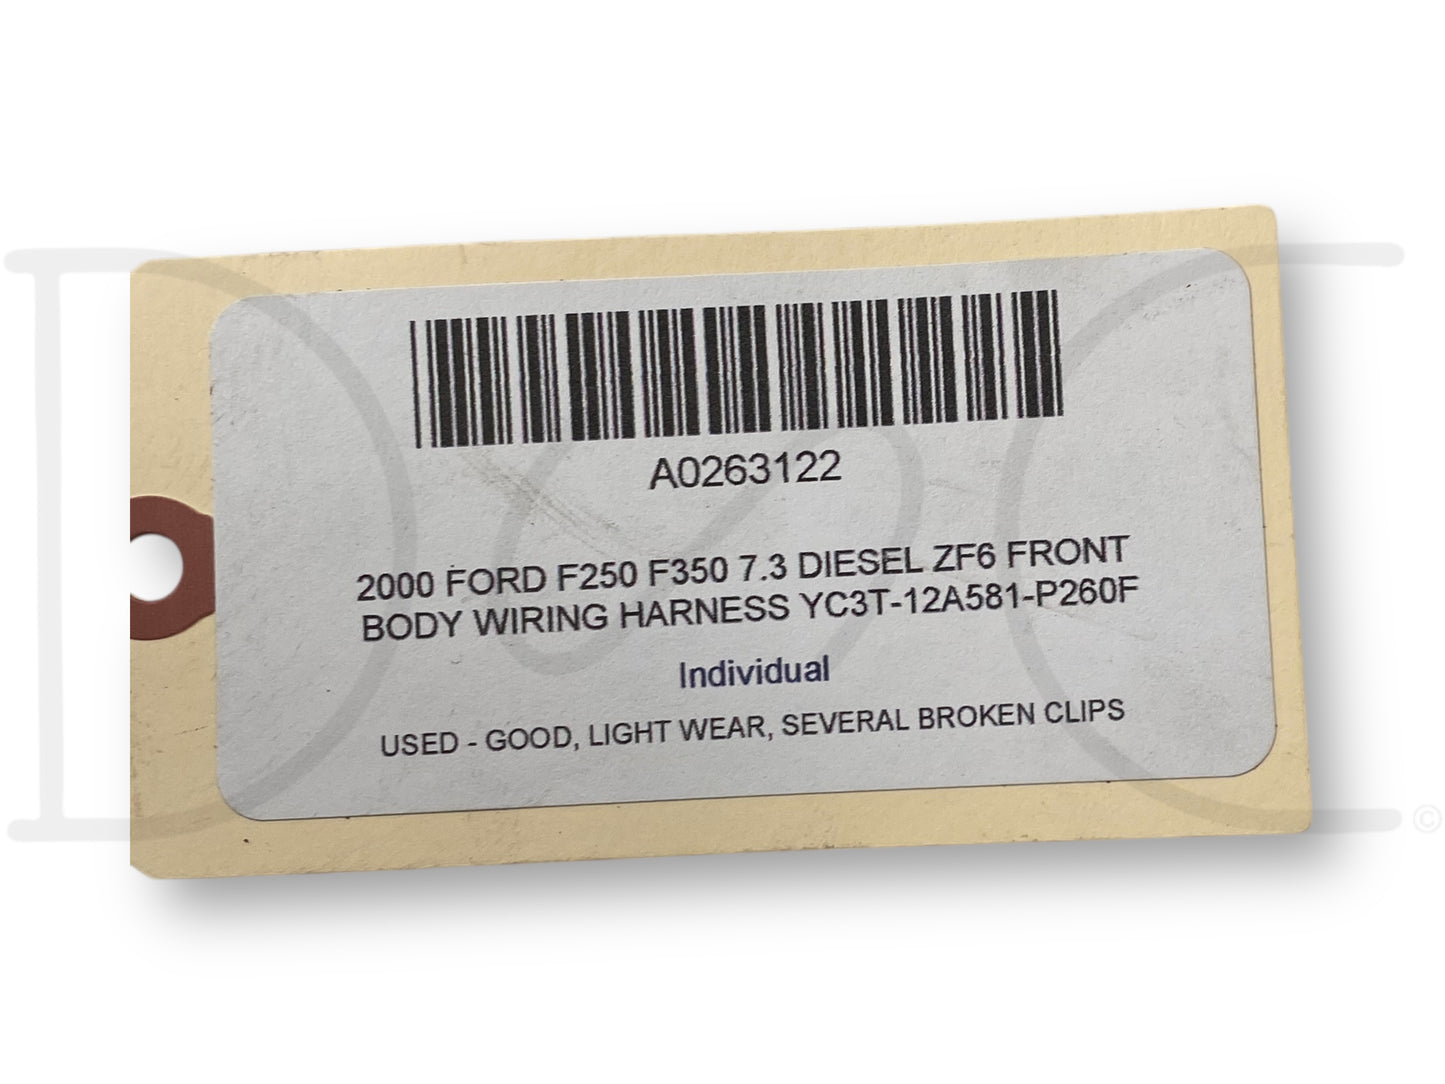 A0263122
2000 FORD F250 F350 7.3 DIESEL ZF6 FRONT
BODY WIRING HARNESS YC3T-12A581-P260F
Individual
USED - GOOD, LIGHT WEAR, SEVERAL BROKEN CLIPS
©